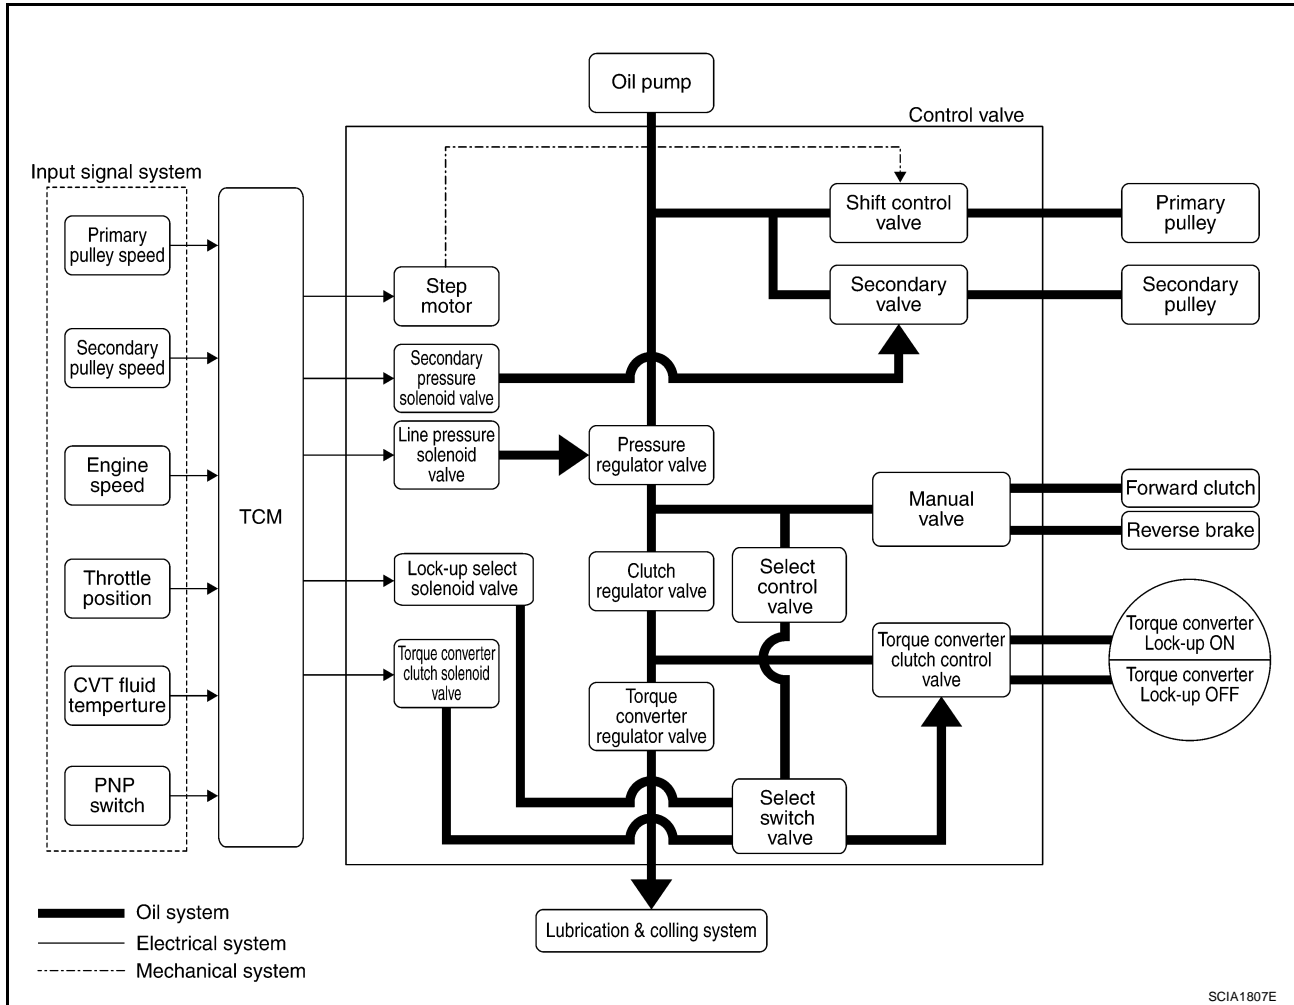 Oil pump
Control valve
Input signal system
Primary
pulley speed
Secondary
pulley speed
Engine
speed
Throttle
position
CVT fluid
temperture
PNP
switch
TCM
Step
motor
Secondary
pressure
solenoid valve
Line pressure
solenoid
valve
Lock-up select
solenoid valve
Torque converter
clutch solenoid
valve
Pressure
regulator valve
Clutch
regulator valve
Torque
converter
regulator valve
Shift control
valve
Secondary
valve
Manual
valve
Select
control
valve
Torque converter
clutch control
valve
Select
switch
valve
Primary
pulley
Secondary
pulley
Forward clutch
Reverse brake
Torque converter
Lock-up ON
Torque converter
Lock-up OFF
Lubrication & colling system
Oil system
Electrical system
Mechanical system
SCIA1807E